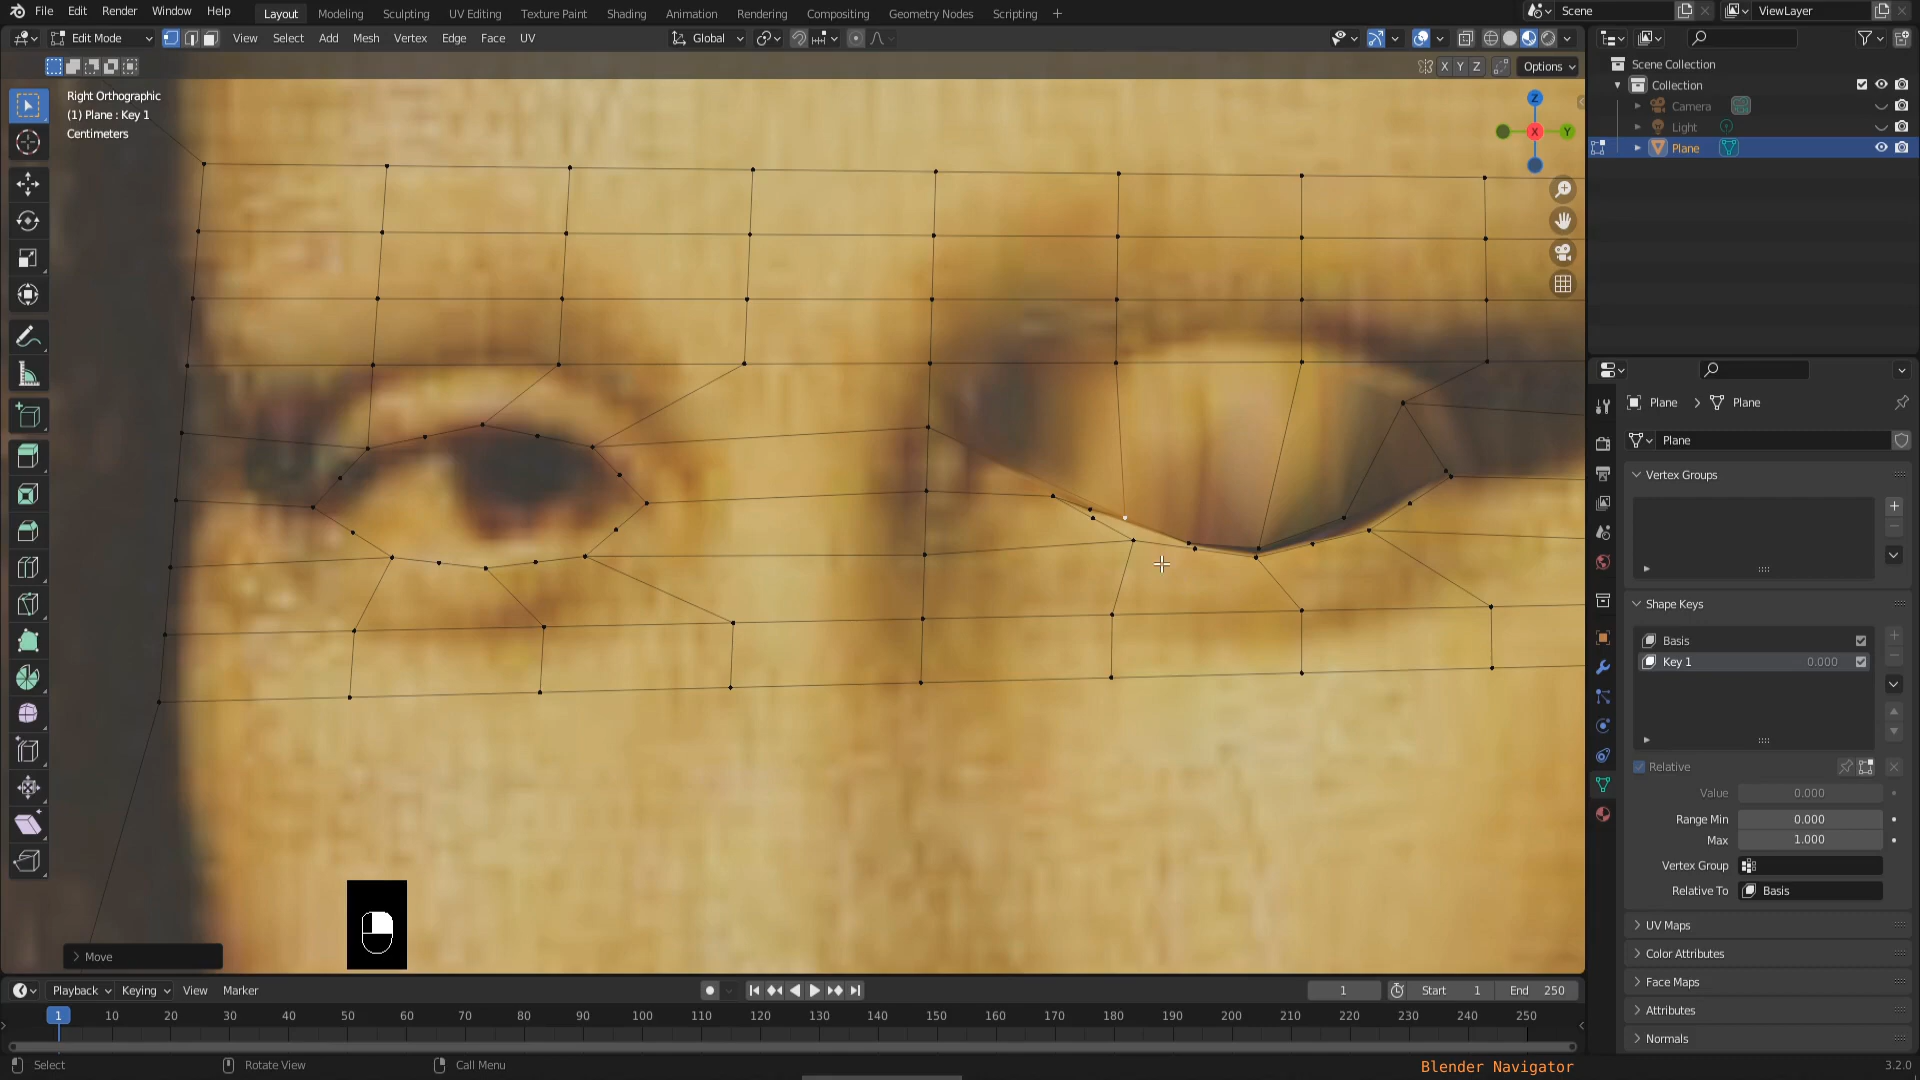 File Edit Render Window Help Layout Modeling Sculpting UV Editing Texture Paint Shading Animation Rendering Compositing Geometry Nodes Scripting + Scene ViewLayer
Edit Mode View Select Add Mesh Vertex Edge Face UV Global
X Y Z Options
Right Orthographic
(1) Plane : Key 1
Centimeters
Z
X
Y
Scene Collection
Collection
Camera
Light
Plane
Plane > Plane
Plane
Vertex Groups
Shape Keys
Basis
Key 1 0.000
Relative
Value 0.000
Range Min 0.000
Max 1.000
Vertex Group
Relative To Basis
UV Maps
Color Attributes
Face Maps
Attributes
Normals
> Move
Playback Keying View Marker 1 Start 1 End 250
1 10 20 30 40 50 60 70 80 90 100 110 120 130 140 150 160 170 180 190 200 210 220 230 240 250
Select Rotate View Call Menu Blender Navigator 3.2.0